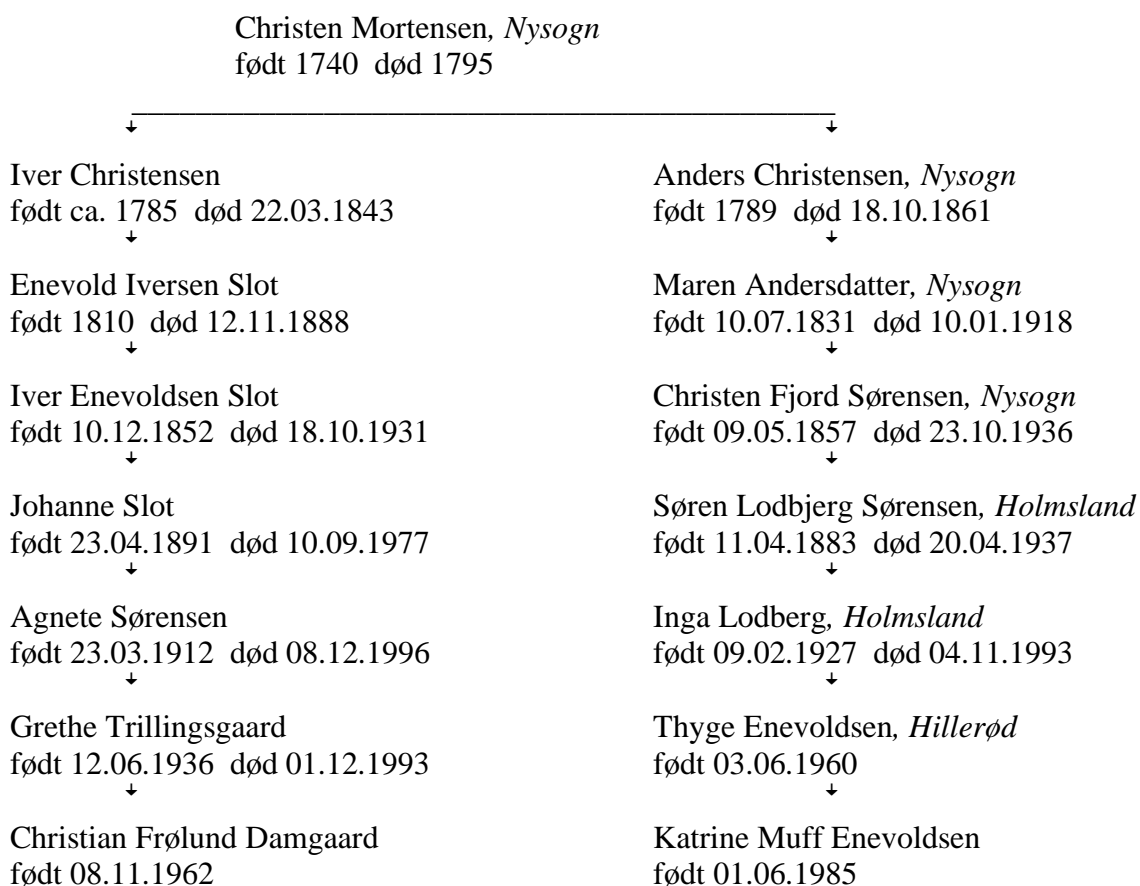 Christen Mortensen, Nysogn
født 1740 død 1795
Iver Christensen
født ca. 1785 død 22.03.1843
Anders Christensen, Nysogn
født 1789 død 18.10.1861
Enevold Iversen Slot
født 1810 død 12.11.1888
Maren Andersdatter, Nysogn
født 10.07.1831 død 10.01.1918
Iver Enevoldsen Slot
født 10.12.1852 død 18.10.1931
Christen Fjord Sørensen, Nysogn
født 09.05.1857 død 23.10.1936
Johanne Slot
født 23.04.1891 død 10.09.1977
Søren Lodbjerg Sørensen, Holmsland
født 11.04.1883 død 20.04.1937
Agnete Sørensen
født 23.03.1912 død 08.12.1996
Inga Lodberg, Holmsland
født 09.02.1927 død 04.11.1993
Grethe Trillingsgaard
født 12.06.1936 død 01.12.1993
Thyge Enevoldsen, Hillerød
født 03.06.1960
Christian Frølund Damgaard
født 08.11.1962
Katrine Muff Enevoldsen
født 01.06.1985